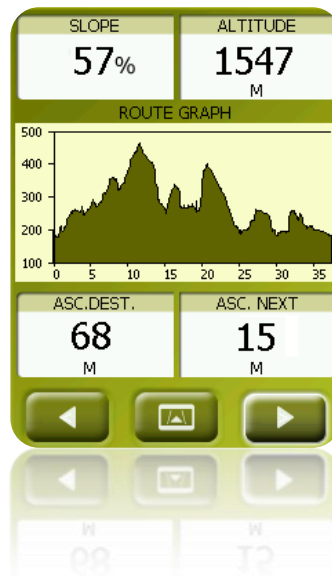 SLOPE ALTITUDE
57% 1547
M
ROUTE GRAPH
500
400
300
200
100
0 5 10 15 20 25 30 35
ASC.DEST. ASC. NEXT
68 15
M M